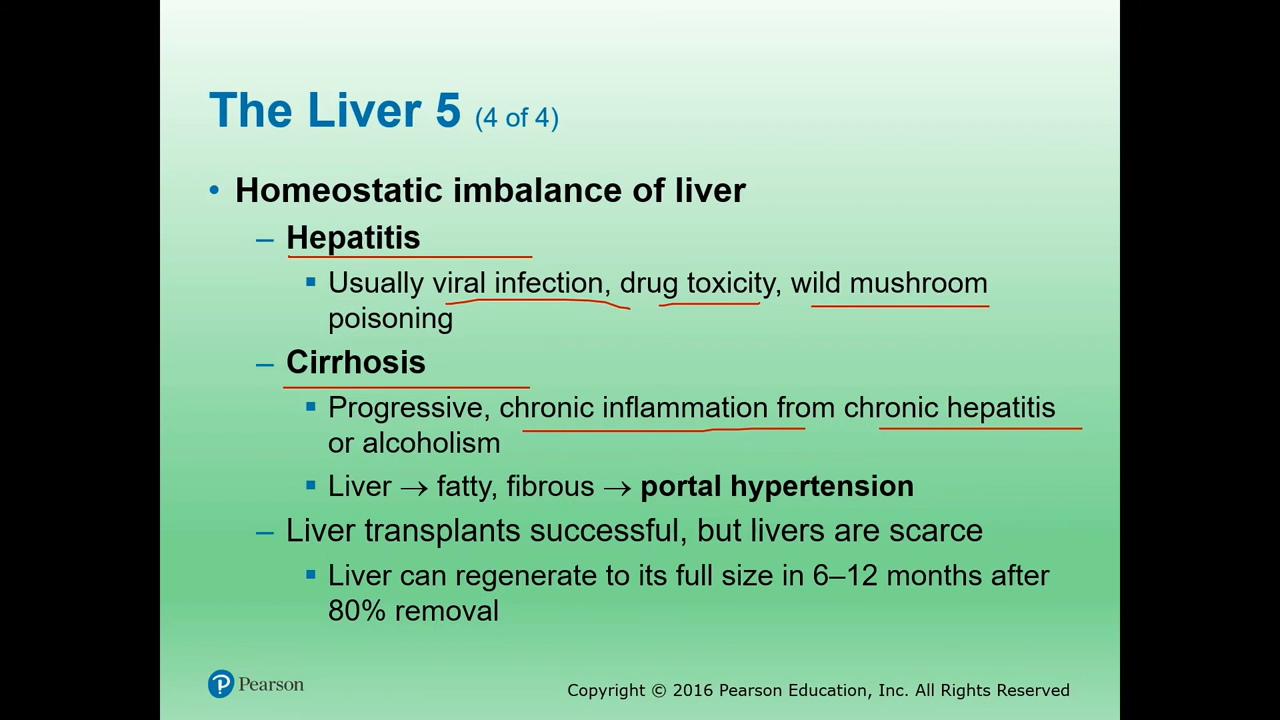 The Liver 5 (4 of 4)
• Homeostatic imbalance of liver
– Hepatitis
▪ Usually viral infection, drug toxicity, wild mushroom
poisoning
– Cirrhosis
▪ Progressive, chronic inflammation from chronic hepatitis
or alcoholism
▪ Liver → fatty, fibrous → portal hypertension
– Liver transplants successful, but livers are scarce
▪ Liver can regenerate to its full size in 6–12 months after
80% removal
P Pearson
Copyright © 2016 Pearson Education, Inc. All Rights Reserved